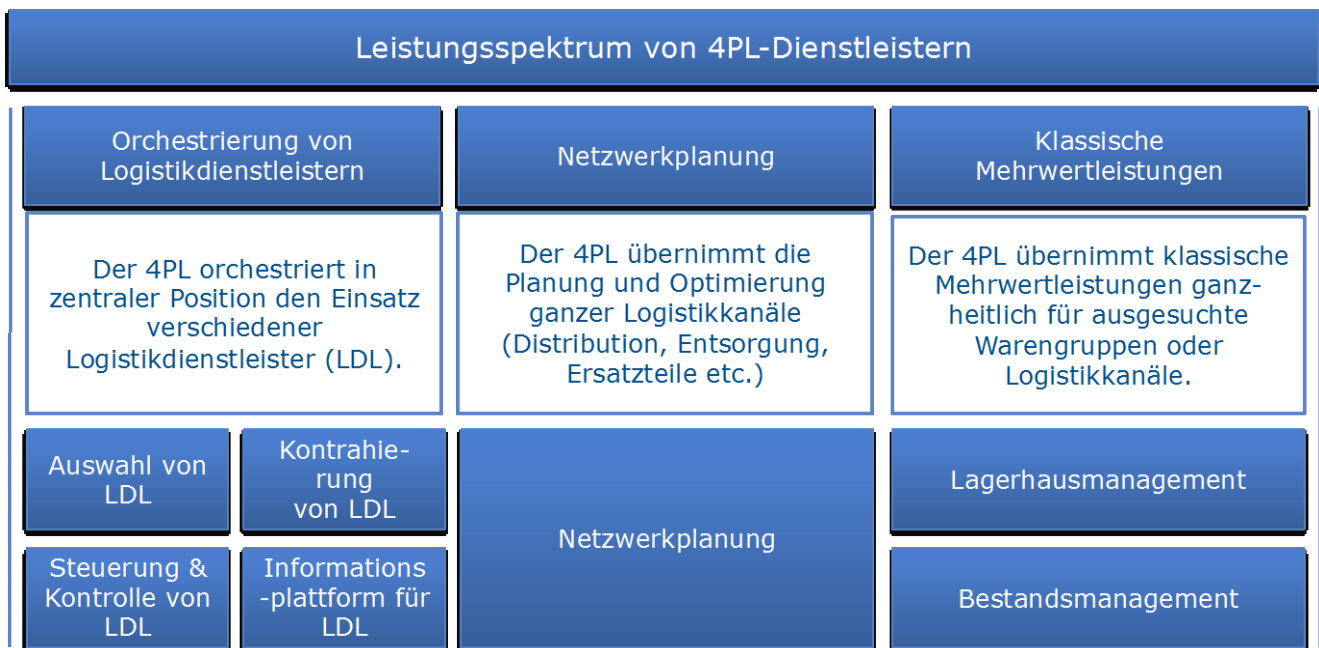 Leistungsspektrum von 4PL-Dienstleistern
Orchestrierung von
Logistikdienstleistern
Der 4PL orchestriert in
zentraler Position den Einsatz
verschiedener
Logistikdienstleister (LDL).
Auswahl von
LDL
Kontrahie-
rung
von LDL
Steuerung &
Kontrolle von
LDL
Informations
-plattform für
LDL
Netzwerkplanung
Der 4PL übernimmt die
Planung und Optimierung
ganzer Logistikkanäle
(Distribution, Entsorgung,
Ersatzteile etc.)
Netzwerkplanung
Klassische
Mehrwertleistungen
Der 4PL übernimmt klassische
Mehrwertleistungen ganz-
heitlich für ausgesuchte
Warengruppen oder
Logistikkanäle.
Lagerhausmanagement
Bestandsmanagement